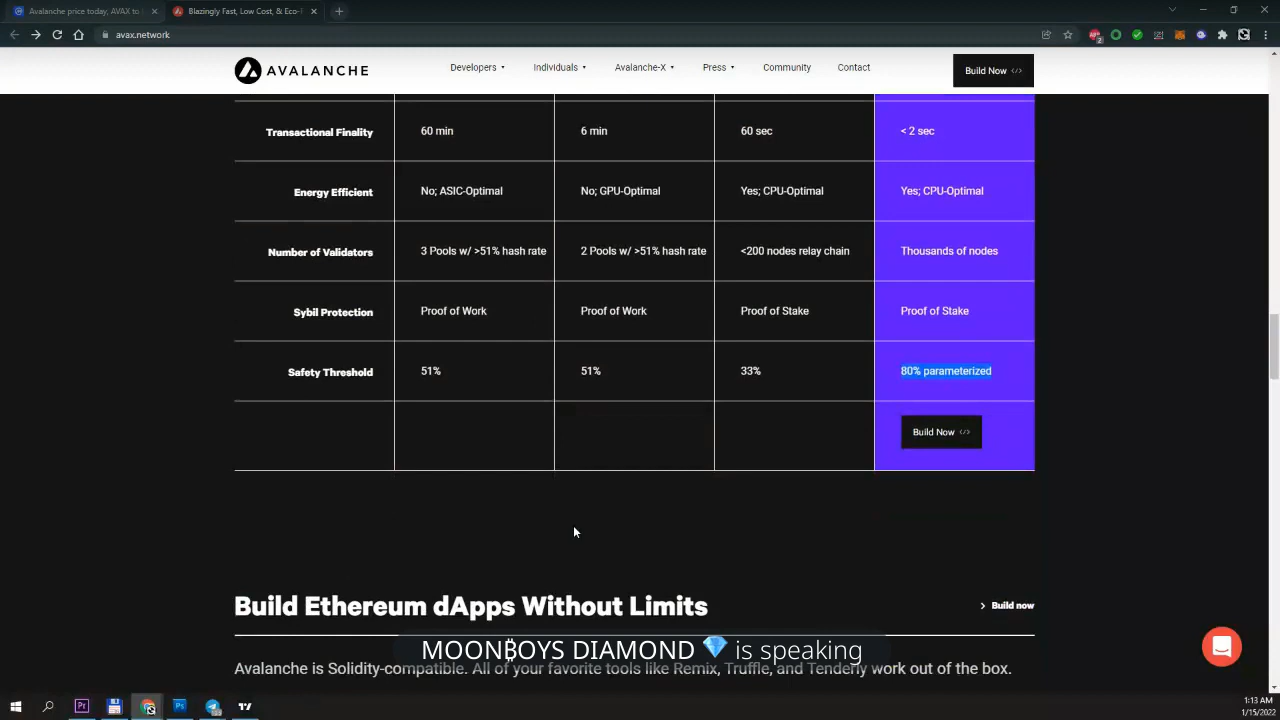 Avalanche price today, AVAX to
Blazingly Fast, Low Cost, & Eco-F
avax.network
AVALANCHE
Developers
Individuals
Avalanche-X
Press
Community
Contact
Build Now </>
Transactional Finality
60 min
6 min
60 sec
< 2 sec
Energy Efficient
No; ASIC-Optimal
No; GPU-Optimal
Yes; CPU-Optimal
Yes; CPU-Optimal
Number of Validators
3 Pools w/ >51% hash rate
2 Pools w/ >51% hash rate
<200 nodes relay chain
Thousands of nodes
Sybil Protection
Proof of Work
Proof of Work
Proof of Stake
Proof of Stake
Safety Threshold
51%
51%
33%
80% parameterized
Build Now </>
Build Ethereum dApps Without Limits
Build now
MOON₿OYS DIAMOND 💎 is speaking
Avalanche is Solidity-compatible. All of your favorite tools like Remix, Truffle, and Tenderly work out of the box.
1:13 AM
1/15/2022